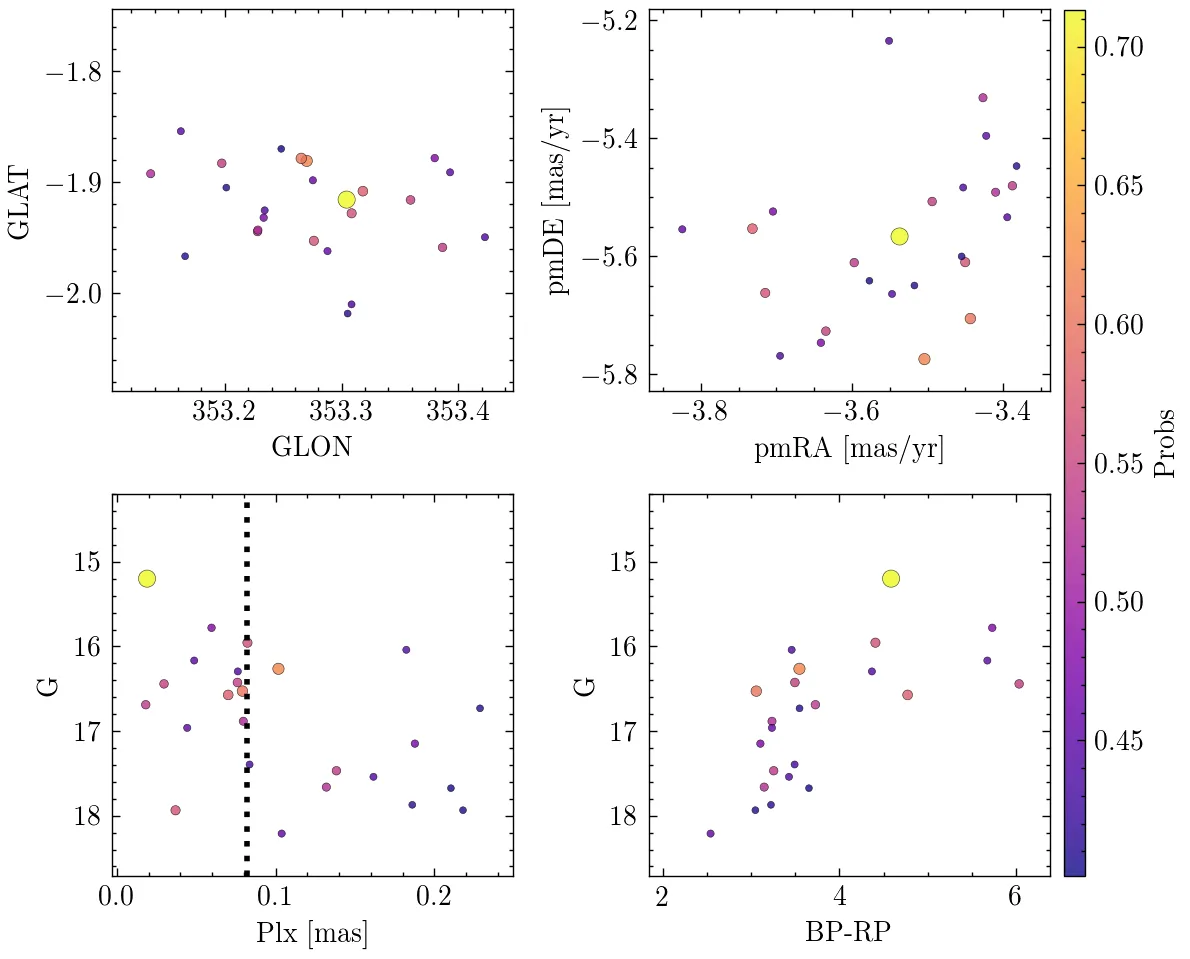 −1.8
−1.9
−2.0
GLAT
353.2 353.3 353.4
GLON
−5.2
−5.4
−5.6
−5.8
pmDE [mas/yr]
−3.8 −3.6 −3.4
pmRA [mas/yr]
15
16
17
18
G
0.0 0.1 0.2
Plx [mas]
15
16
17
18
G
2 4 6
BP-RP
0.70
0.65
0.60
0.55
0.50
0.45
Probs